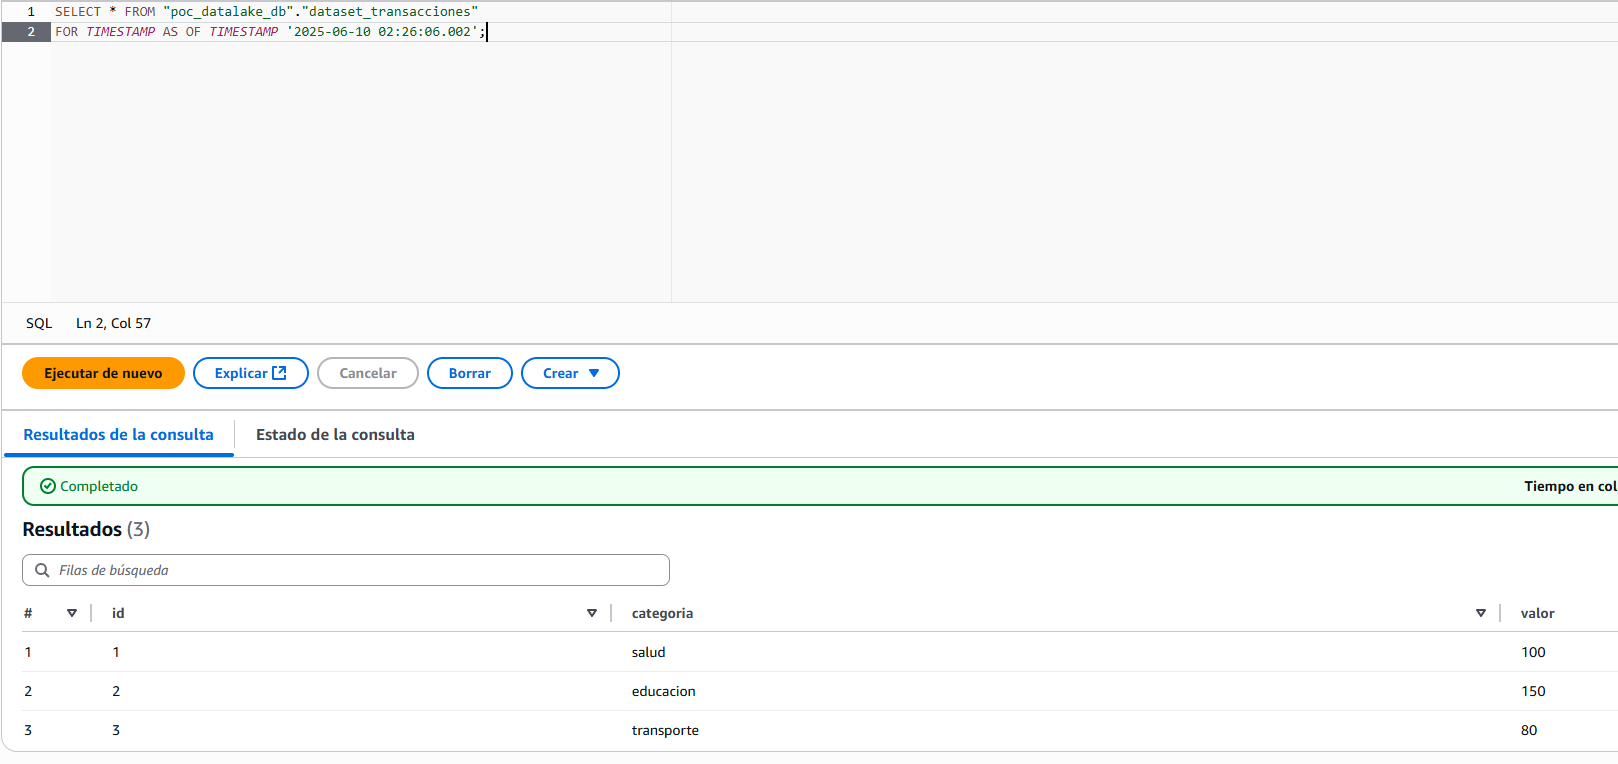 1 SELECT * FROM "poc_datalake_db"."dataset_transacciones"
2 FOR TIMESTAMP AS OF TIMESTAMP '2025-06-10 02:26:06.002';
SQL Ln 2, Col 57
Ejecutar de nuevo Explicar Cancelar Borrar Crear
Resultados de la consulta Estado de la consulta
Completado Tiempo en col
Resultados (3)
Filas de búsqueda
# id categoria valor
1 1 salud 100
2 2 educacion 150
3 3 transporte 80